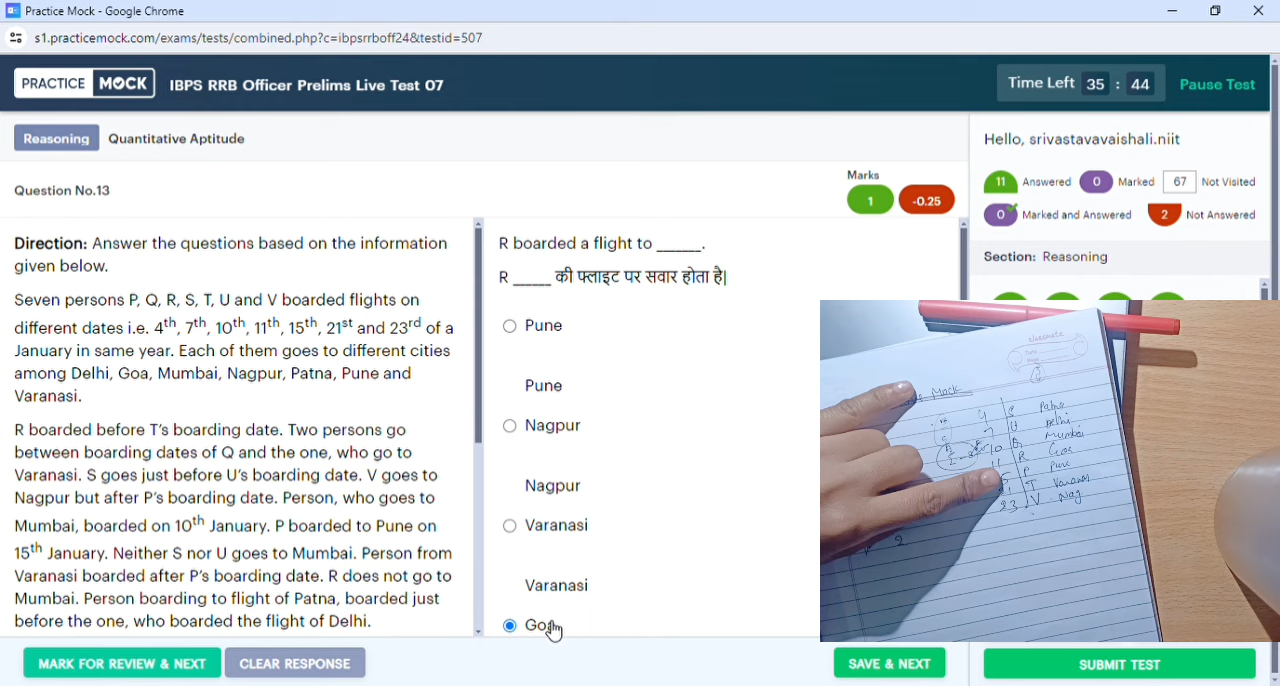 Practice Mock - Google Chrome
s1.practicemock.com/exams/tests/combined.php?c=ibpsrrboff24&testid=507
PRACTICE MOCK
IBPS RRB Officer Prelims Live Test 07
Time Left 35 : 44
Pause Test
Reasoning
Quantitative Aptitude
Hello, srivastavavaishali.niit
Question No.13
Marks
1
-0.25
11 Answered
0 Marked
67 Not Visited
0 Marked and Answered
2 Not Answered
Section: Reasoning
Direction: Answer the questions based on the information
given below.
Seven persons P, Q, R, S, T, U and V boarded flights on
different dates i.e. 4th, 7th, 10th, 11th, 15th, 21st and 23rd of a
January in same year. Each of them goes to different cities
among Delhi, Goa, Mumbai, Nagpur, Patna, Pune and
Varanasi.
R boarded before T's boarding date. Two persons go
between boarding dates of Q and the one, who go to
Varanasi. S goes just before U's boarding date. V goes to
Nagpur but after P's boarding date. Person, who goes to
Mumbai, boarded on 10th January. P boarded to Pune on
15th January. Neither S nor U goes to Mumbai. Person from
Varanasi boarded after P's boarding date. R does not go to
Mumbai. Person boarding to flight of Patna, boarded just
before the one, who boarded the flight of Delhi.
R boarded a flight to ______.
R _____ की फ्लाइट पर सवार होता है|
Pune
Pune
Nagpur
Nagpur
Varanasi
Varanasi
Goa
classmate
Mock
4 S Patna
7 U Delhi
10 Q Mumbai
11 R Goa
P Pune
T Varanas
23 V Nag
2
MARK FOR REVIEW & NEXT
CLEAR RESPONSE
SAVE & NEXT
SUBMIT TEST